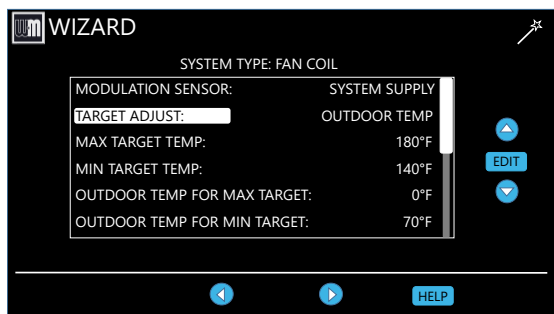 wm WIZARD
SYSTEM TYPE: FAN COIL
MODULATION SENSOR: SYSTEM SUPPLY
TARGET ADJUST: OUTDOOR TEMP
MAX TARGET TEMP: 180°F
MIN TARGET TEMP: 140°F
OUTDOOR TEMP FOR MAX TARGET: 0°F
OUTDOOR TEMP FOR MIN TARGET: 70°F
EDIT
HELP